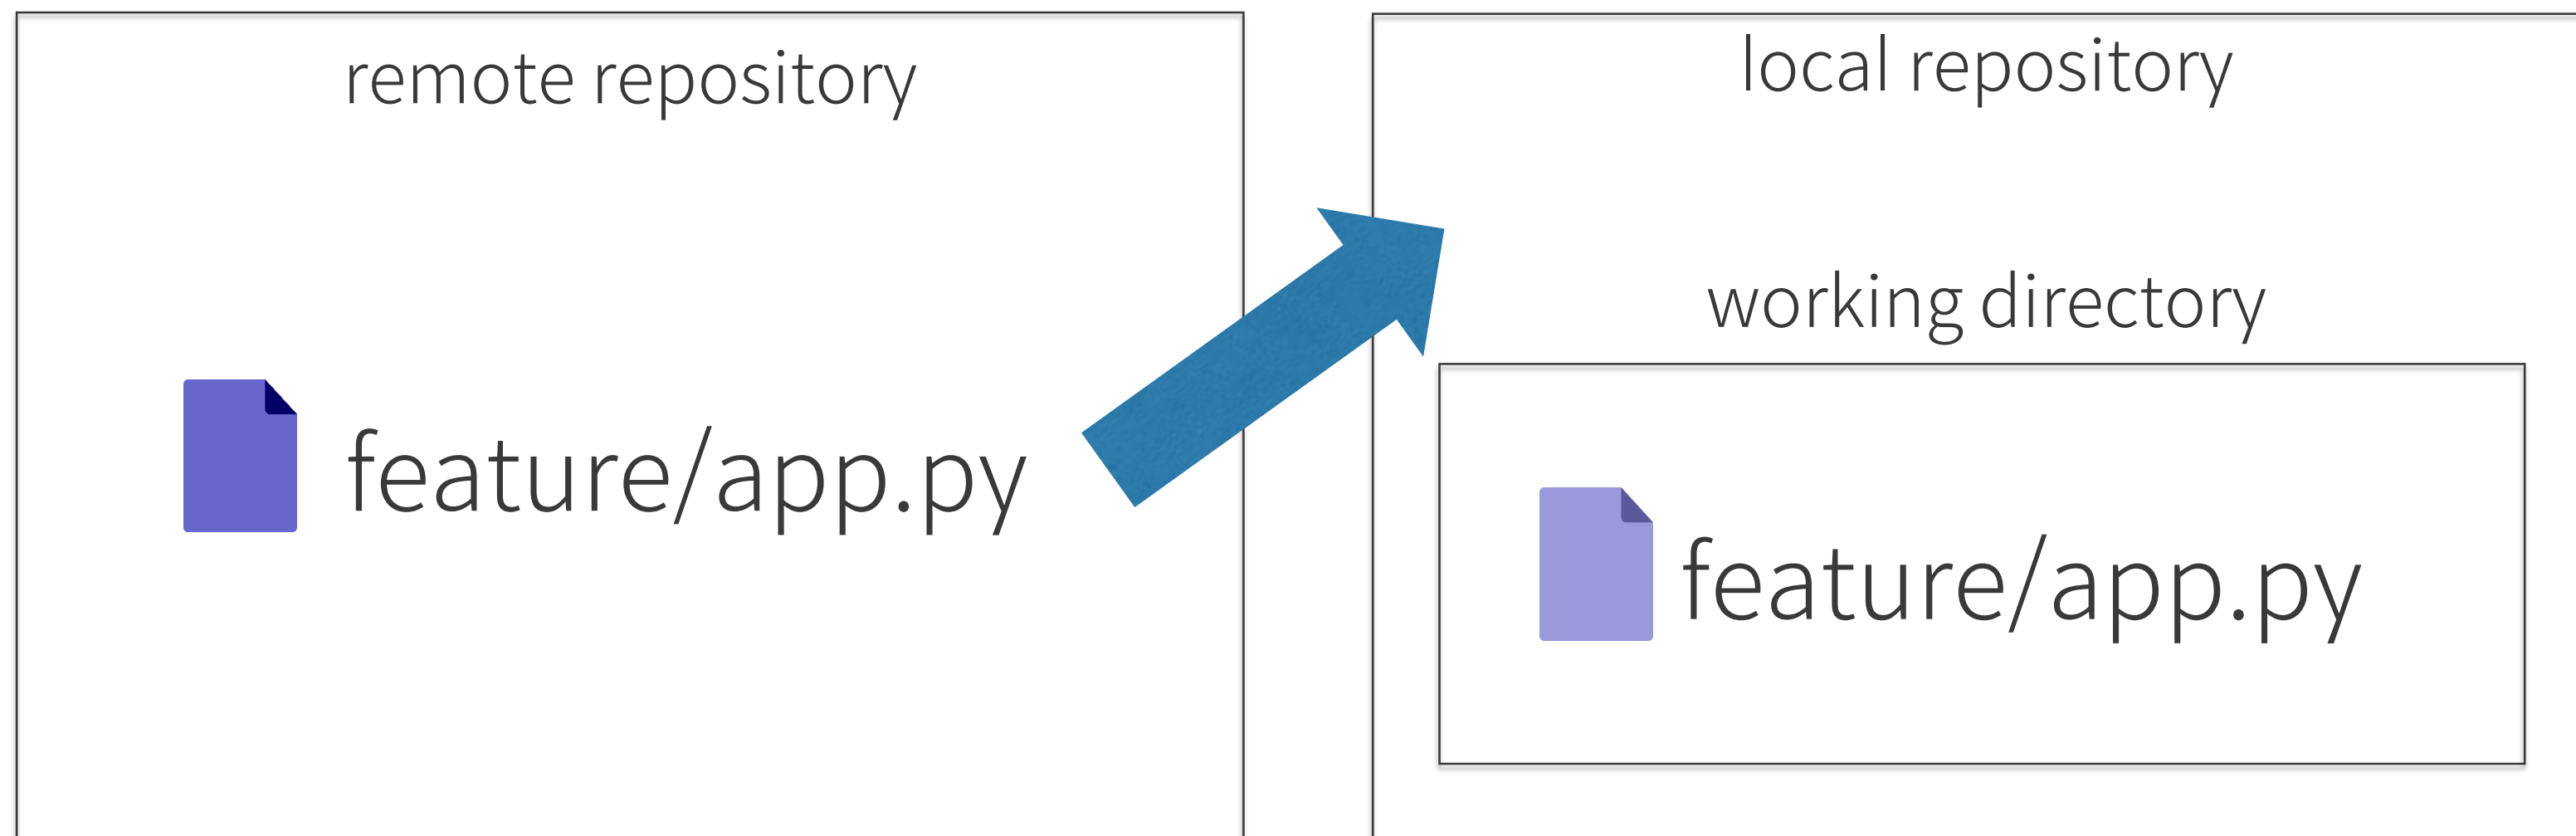 remote repository
local repository
working directory
feature/app.py
feature/app.py